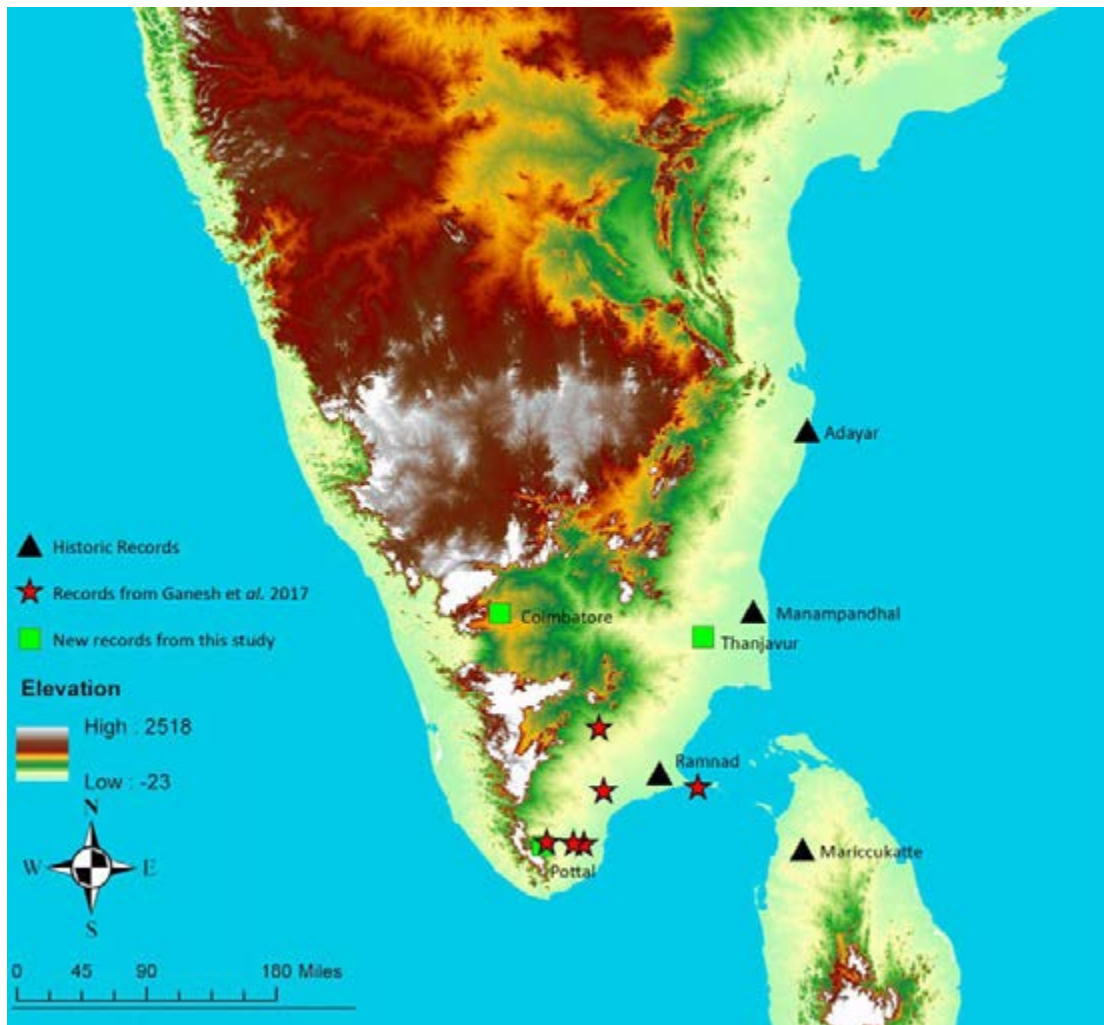 Adayar
Historic Records
Records from Ganesh et al. 2017
New records from this study
Coimbatore
Manampandhal
Thanjavur
Elevation
High : 2518
Low : -23
Ramnad
Mariccukatte
Pottal
N
W E
S
0 45 90 180 Miles